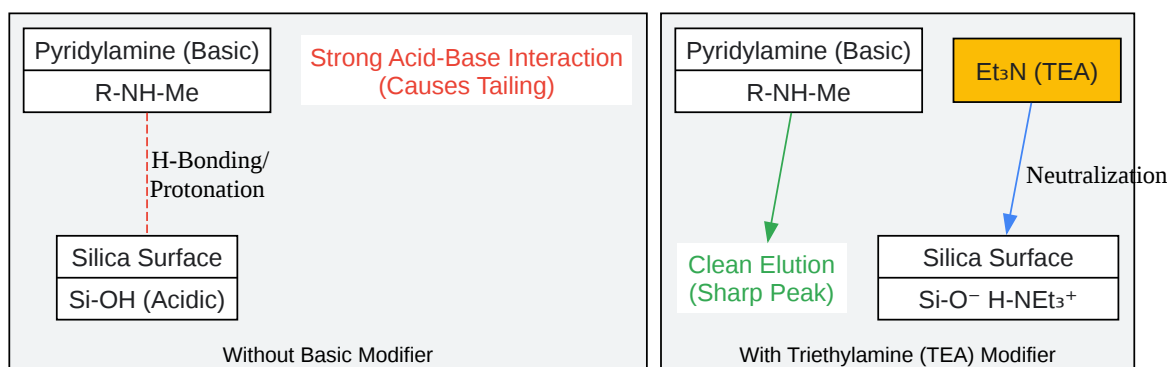 Pyridylamine (Basic)
R-NH-Me
Strong Acid-Base Interaction
(Causes Tailing)
H-Bonding/
Protonation
Silica Surface
Si-OH (Acidic)
Without Basic Modifier
Pyridylamine (Basic)
R-NH-Me
Et₃N (TEA)
Neutralization
Clean Elution
(Sharp Peak)
Silica Surface
Si-O⁻ H-NEt₃⁺
With Triethylamine (TEA) Modifier